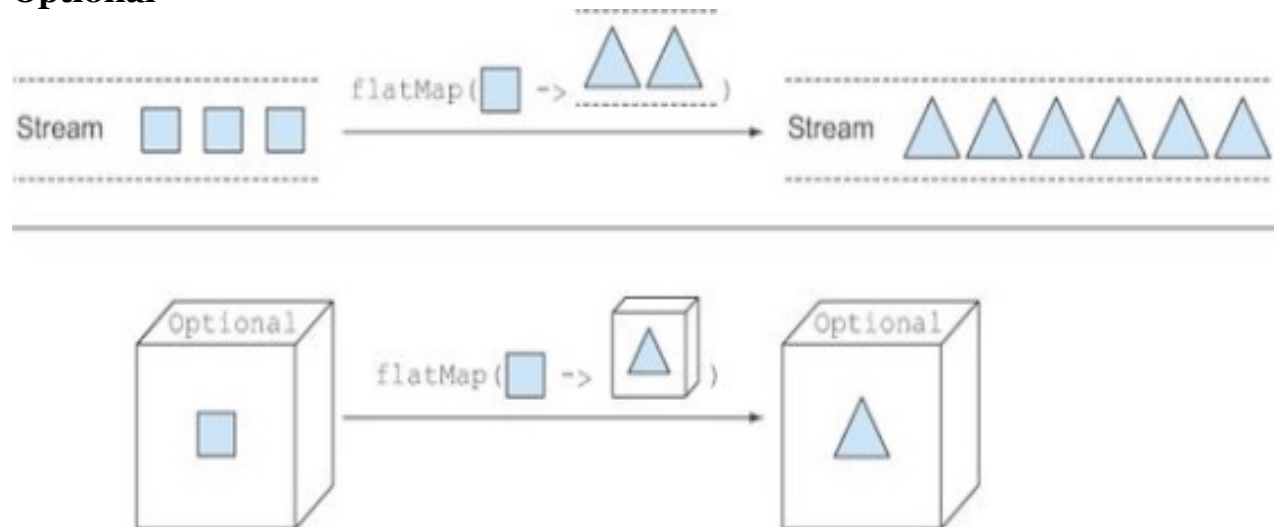 Optional
flatMap( -> )
Stream
Stream
Optional
Optional
flatMap( -> )